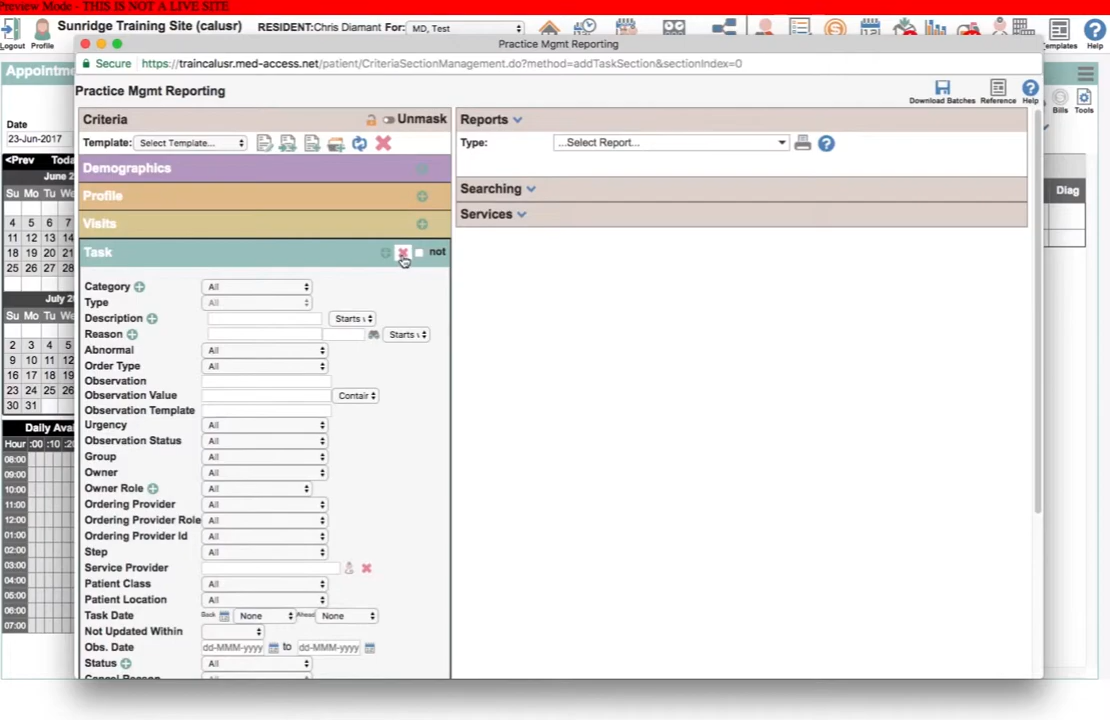 Preview Mode - THIS IS NOT A LIVE SITE
Sunridge Training Site (calusr) RESIDENT:Chris Diamant For: MD, Test
Logout Profile Templates Help
Practice Mgmt Reporting
Secure https://traincalusr.med-access.net/patient/CriteriaSectionManagement.do?method=addTaskSection&sectionIndex=0
Appointme
Practice Mgmt Reporting
Download Batches Reference Help
Bills Tools
Criteria Unmask Reports
Template: Select Template... Type: ...Select Report...
Date
23-Jun-2017
<Prev Toda
Demographics
June
Su Mo Tu We
Profile
Searching
Diag
Visits
Services
4 5 6 7
11 12 13 14
18 19 20 21
25 26 27 28
Task not
Category All
Type All
Description Starts
Reason Starts
Abnormal All
Order Type All
Observation
Observation Value Contair
Observation Template
Urgency All
Observation Status All
Group All
Owner All
Owner Role All
Ordering Provider All
Ordering Provider Role All
Ordering Provider Id All
Step All
Service Provider
Patient Class All
Patient Location All
Task Date Back None Ahead None
Not Updated Within
Obs. Date dd-MMM-yyyy to dd-MMM-yyyy
Status All
Cancel Reason
July 2
Su Mo Tu We
2 3 4 5
9 10 11 12
16 17 18 19
23 24 25 26
30 31
Daily Avai
Hour :00 :10 :2
08:00
09:00
10:00
11:00
12:00
01:00
02:00
03:00
04:00
05:00
06:00
07:00